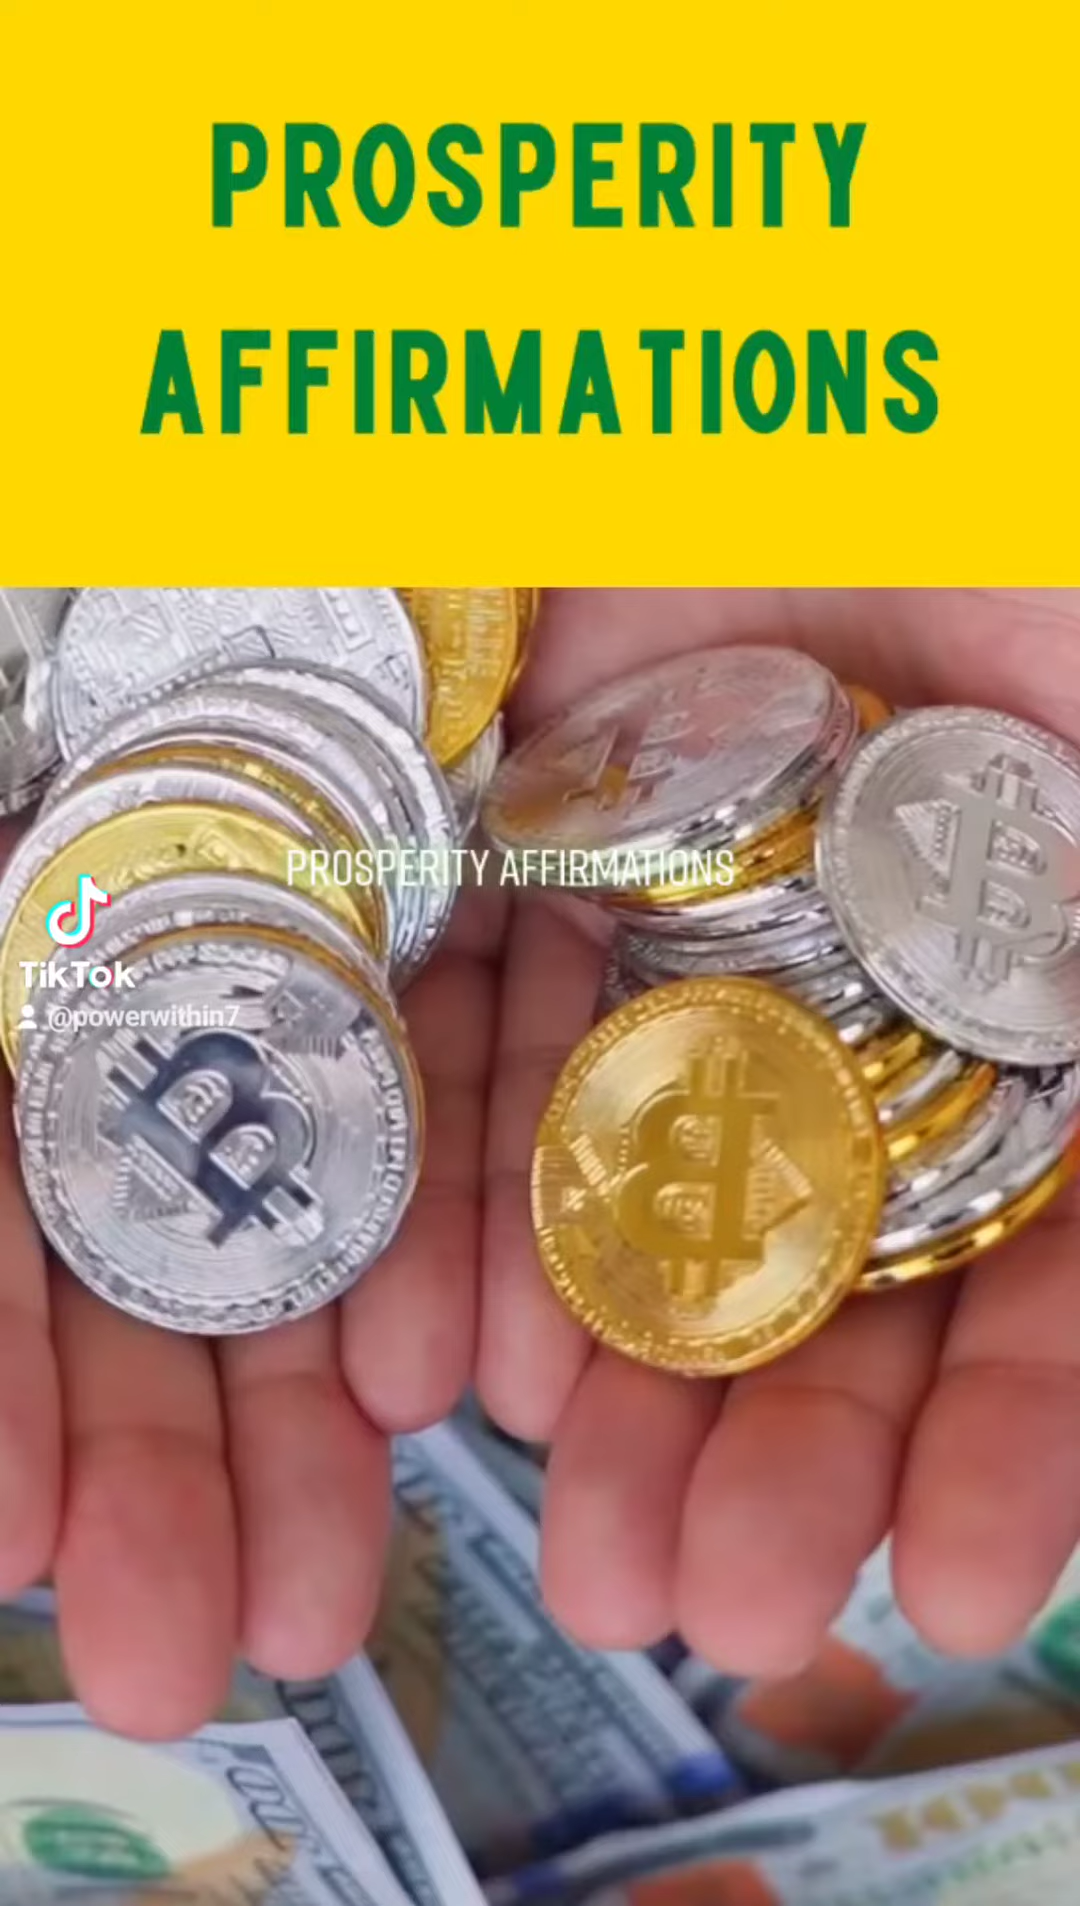 PROSPERITY
AFFIRMATIONS
PROSPERITY AFFIRMATIONS
TikTok
@powerwithin7